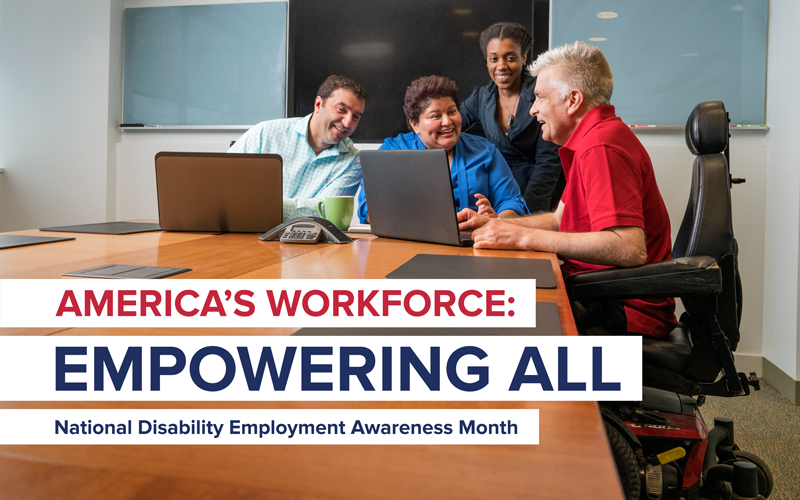 AMERICA'S WORKFORCE:
EMPOWERING ALL
National Disability Employment Awareness Month